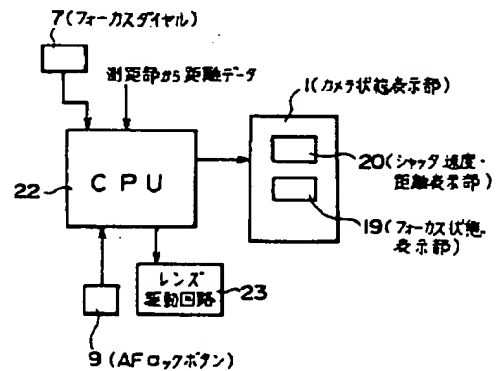 7(フォーカスダイヤル)
測距部から距離データ
1(カメラ状態表示部)
22
CPU
20(シャッタ速度・
距離表示部)
19(フォーカス状態
表示部)
レンズ
駆動回路
23
9(AFロックボタン)